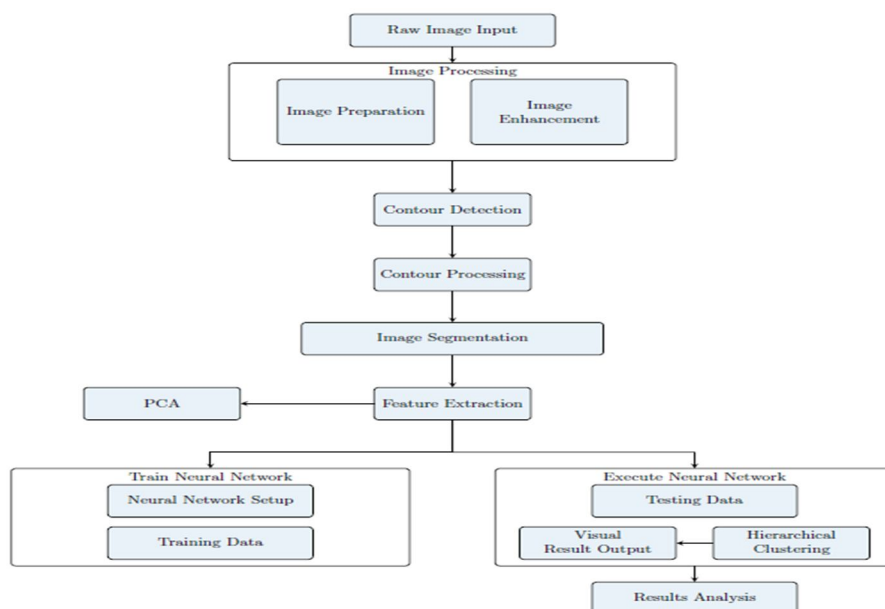 Raw Image Input
Image Processing
Image Preparation
Image
Enhancement
Contour Detection
Contour Processing
Image Segmentation
PCA
Feature Extraction
Train Neural Network
Neural Network Setup
Training Data
Execute Neural Network
Testing Data
Visual
Result Output
Hierarchical
Clustering
Results Analysis